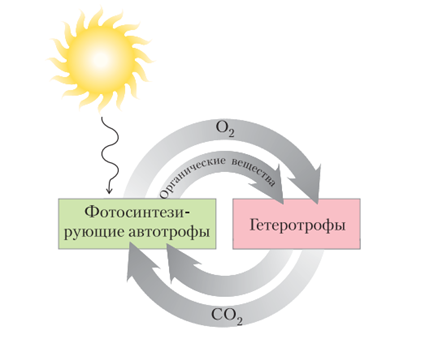 O₂
Органические вещества
Фотосинтези-
рующие автотрофы
Гетеротрофы
CO₂